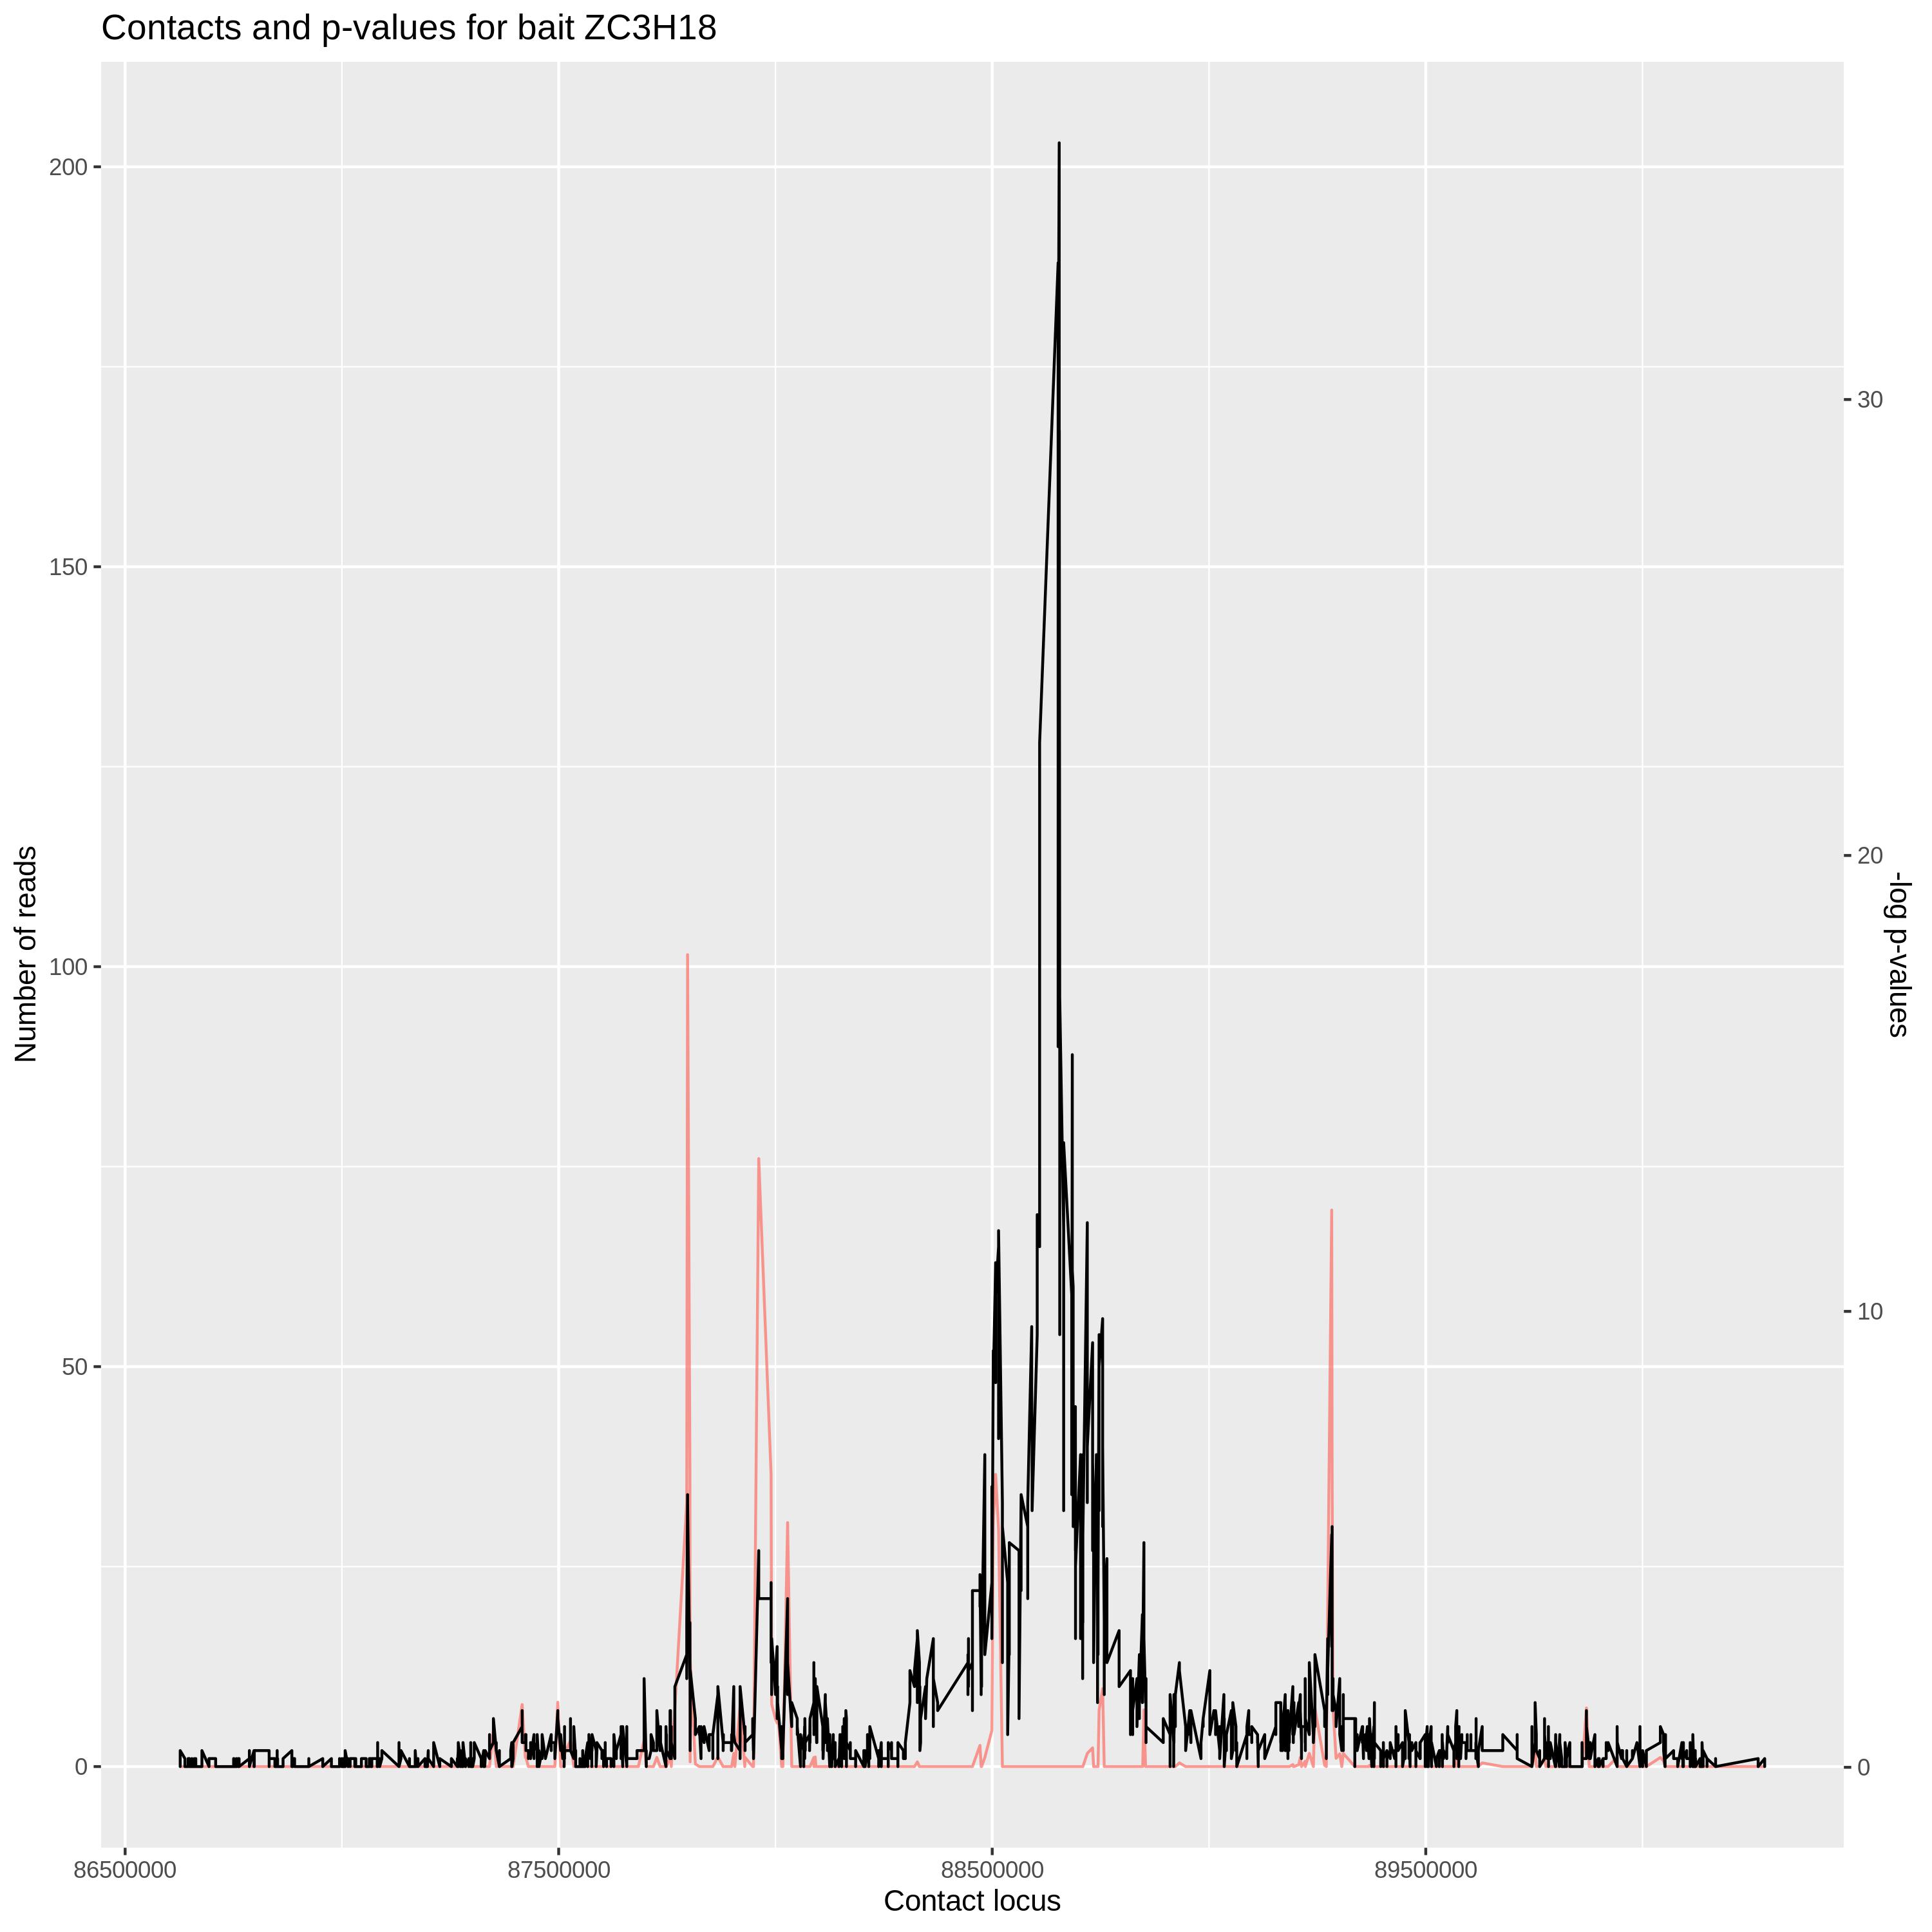 Contacts and p-values for bait ZC3H18
200
150
100
50
0
Number of reads
30
20
10
0
-log p-values
86500000 87500000 88500000 89500000
Contact locus